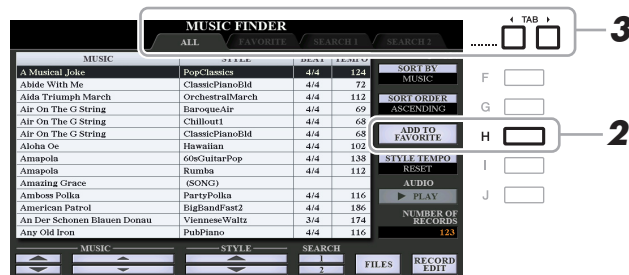 MUSIC FINDER
ALL FAVORITE SEARCH 1 SEARCH 2
TAB
3
MUSIC STYLE BEAT TEMPO
A Musical Joke PopClassics 4/4 124
Abide With Me ClassicPianoBld 4/4 72
Aida Triumph March OrchestralMarch 4/4 112
Air On The G String BaroqueAir 4/4 69
Air On The G String Chillout1 4/4 68
Air On The G String ClassicPianoBld 4/4 68
Aloha Oe Hawaiian 4/4 102
Amapola 60sGuitarPop 4/4 138
Amapola Rumba 4/4 112
Amazing Grace (SONG)
Amboss Polka PartyPolka 4/4 116
American Patrol BigBandFast2 4/4 186
An Der Schonen Blauen Donau VienneseWaltz 3/4 174
Any Old Iron PubPiano 4/4 116
SORT BY
MUSIC
F
SORT ORDER
ASCENDING
G
ADD TO
FAVORITE
H
2
STYLE TEMPO
RESET
I
AUDIO
PLAY
J
NUMBER OF
RECORDS
123
MUSIC STYLE SEARCH
1
2
FILES
RECORD
EDIT